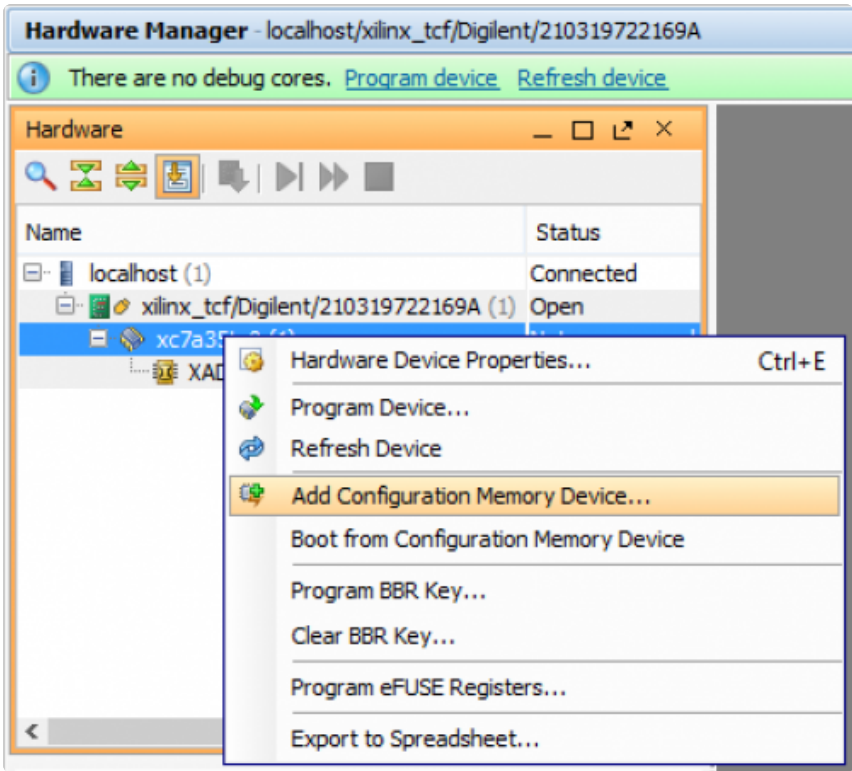 Hardware Manager - localhost/xilinx_tcf/Digilent/210319722169A
There are no debug cores. Program device Refresh device
Hardware
Name Status
localhost (1) Connected
xilinx_tcf/Digilent/210319722169A (1) Open
Hardware Device Properties... Ctrl+E
Program Device...
Refresh Device
Add Configuration Memory Device...
Boot from Configuration Memory Device
Program BBR Key...
Clear BBR Key...
Program eFUSE Registers...
Export to Spreadsheet...